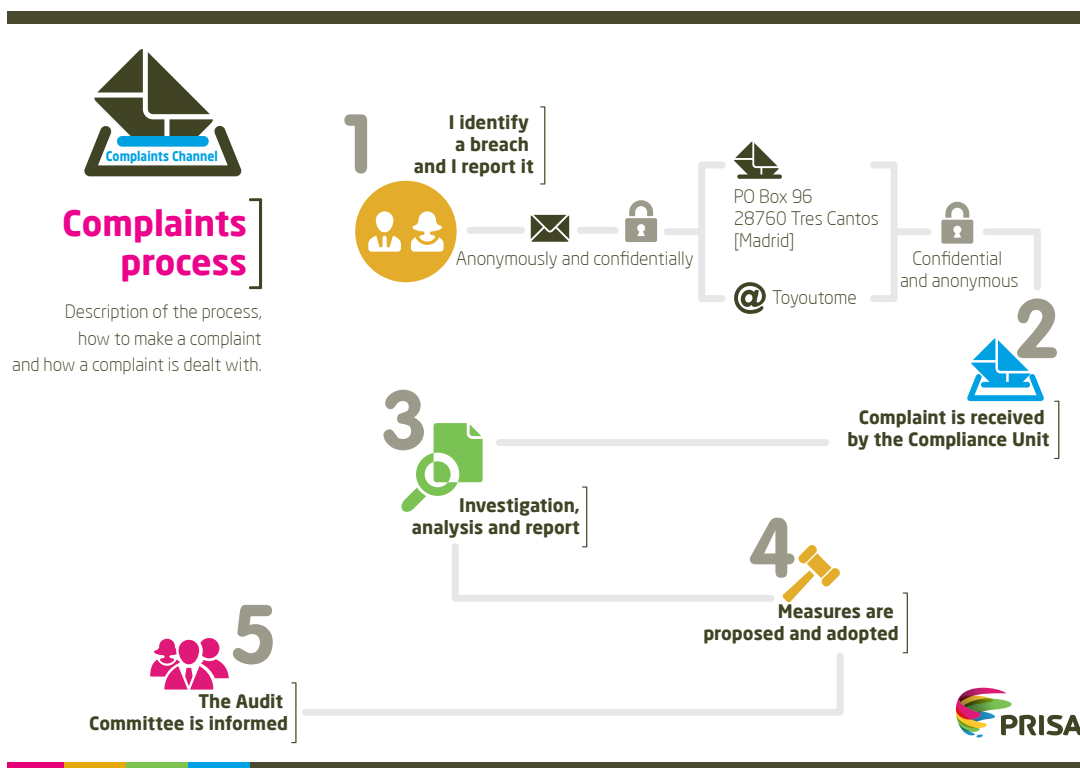 Complaints Channel
Complaints
process
Description of the process,
how to make a complaint
and how a complaint is dealt with.
1
I identify
a breach
and I report it
Anonymously and confidentially
PO Box 96
28760 Tres Cantos
[Madrid]
@ Toyoutome
Confidential
and anonymous
2
Complaint is received
by the Compliance Unit
3
Investigation,
analysis and report
4
Measures are
proposed and adopted
5
The Audit
Committee is informed
PRISA